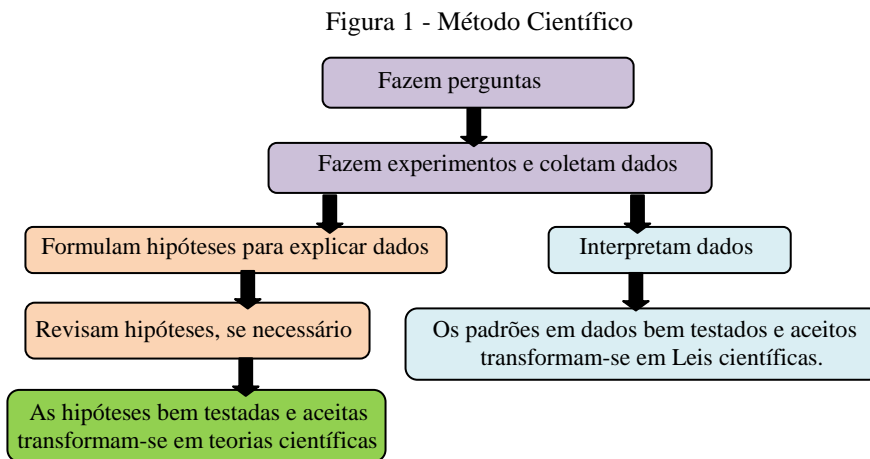 Figura 1 - Método Científico
Fazem perguntas
Fazem experimentos e coletam dados
Formulam hipóteses para explicar dados
Interpretam dados
Revisam hipóteses, se necessário
Os padrões em dados bem testados e aceitos
transformam-se em Leis científicas.
As hipóteses bem testadas e aceitas
transformam-se em teorias científicas